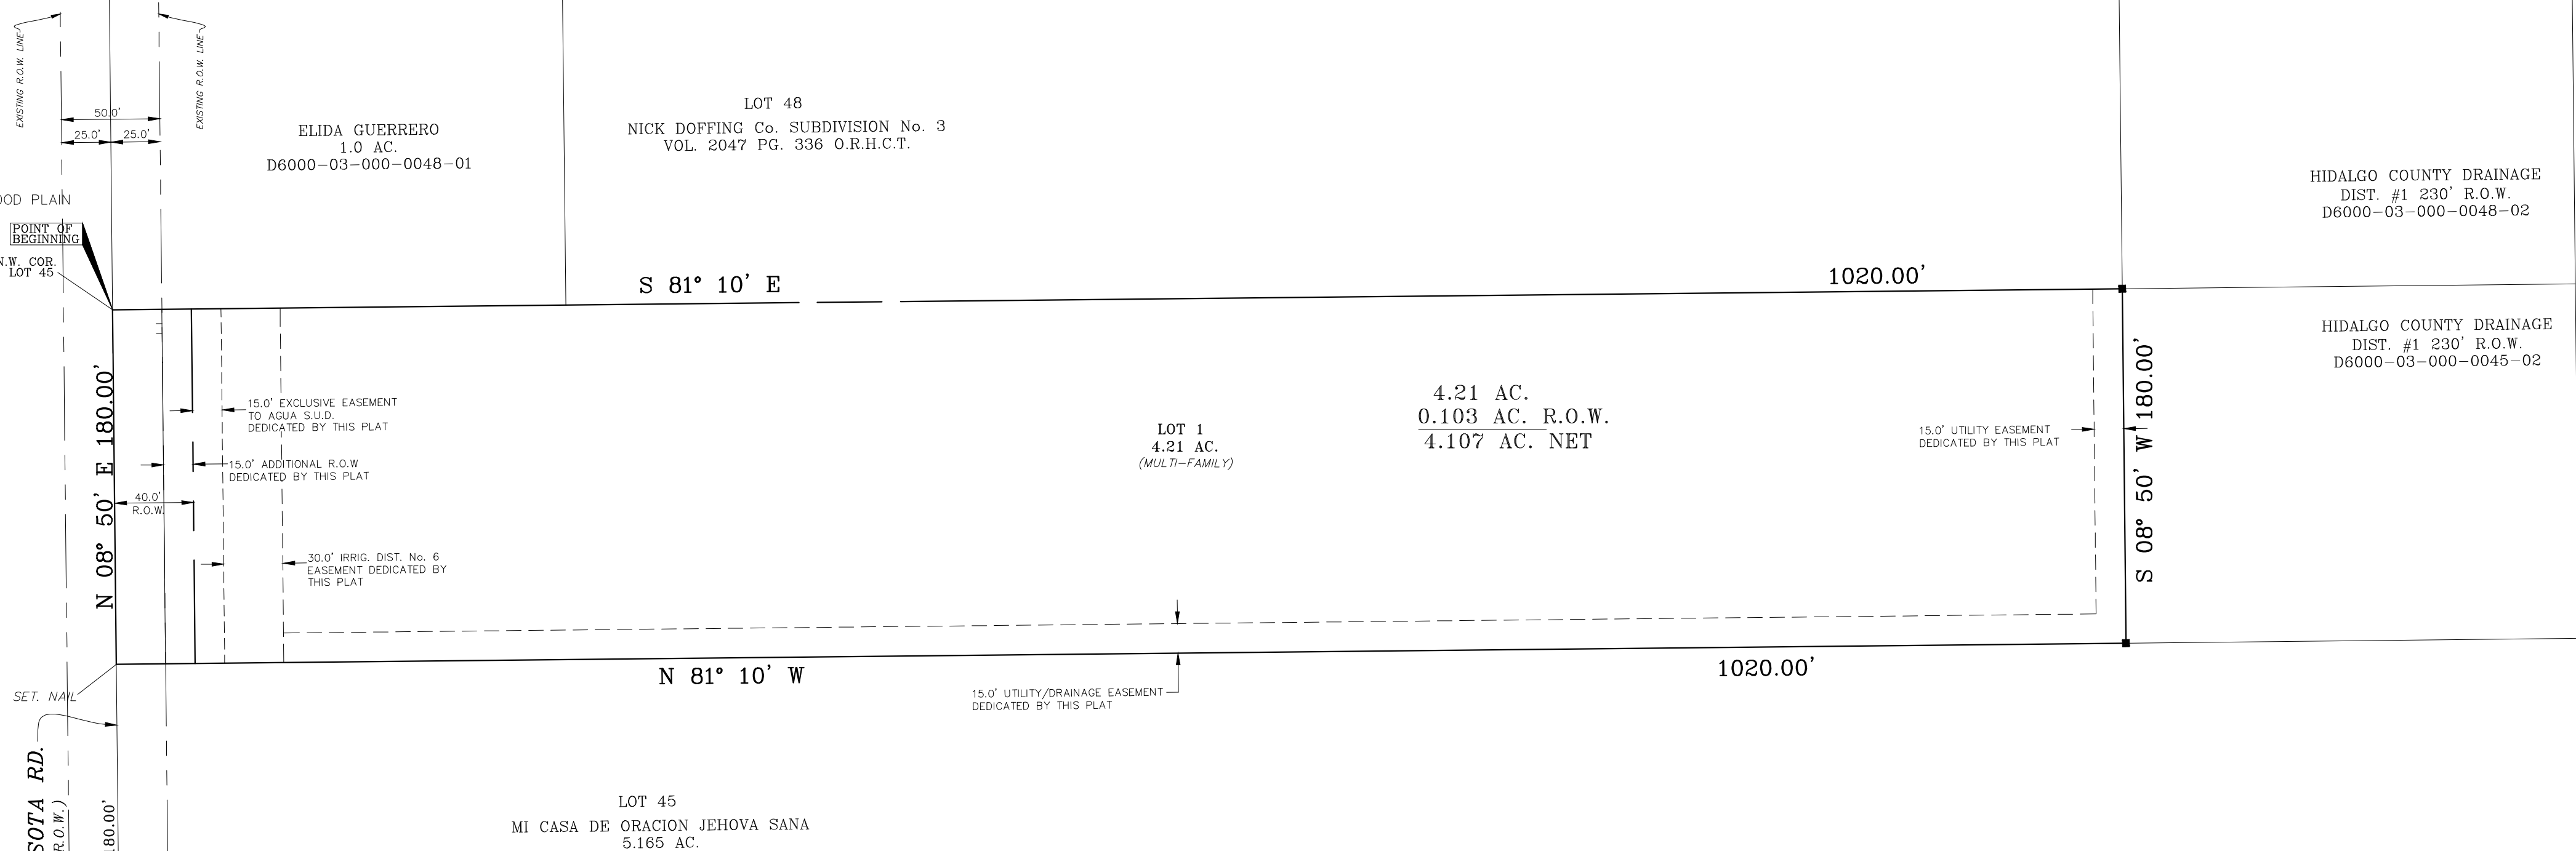 EXISTING R.O.W. LINE
EXISTING R.O.W. LINE
50.0'
25.0'
25.0'
ELIDA GUERRERO
1.0 AC.
D6000-03-000-0048-01
LOT 48
NICK DOFFING Co. SUBDIVISION No. 3
VOL. 2047 PG. 336 O.R.H.C.T.
HIDALGO COUNTY DRAINAGE
DIST. #1 230' R.O.W.
D6000-03-000-0048-02
PLAIN
POINT OF
BEGINNING
N.W. COR.
LOT 45
S 81° 10' E
1020.00'
HIDALGO COUNTY DRAINAGE
DIST. #1 230' R.O.W.
D6000-03-000-0045-02
N 08° 50' E 180.00'
15.0' EXCLUSIVE EASEMENT
TO AGUA S.U.D.
DEDICATED BY THIS PLAT
15.0' ADDITIONAL R.O.W
DEDICATED BY THIS PLAT
40.0'
R.O.W.
30.0' IRRIG. DIST. No. 6
EASEMENT DEDICATED BY
THIS PLAT
LOT 1
4.21 AC.
(MULTI-FAMILY)
4.21 AC.
0.103 AC. R.O.W.
4.107 AC. NET
15.0' UTILITY EASEMENT
DEDICATED BY THIS PLAT
S 08° 50' W 180.00'
N 81° 10' W
1020.00'
15.0' UTILITY/DRAINAGE EASEMENT
DEDICATED BY THIS PLAT
SET. NAIL
RD.
R.O.W.)
LOT 45
MI CASA DE ORACION JEHOVA SANA
5.165 AC.